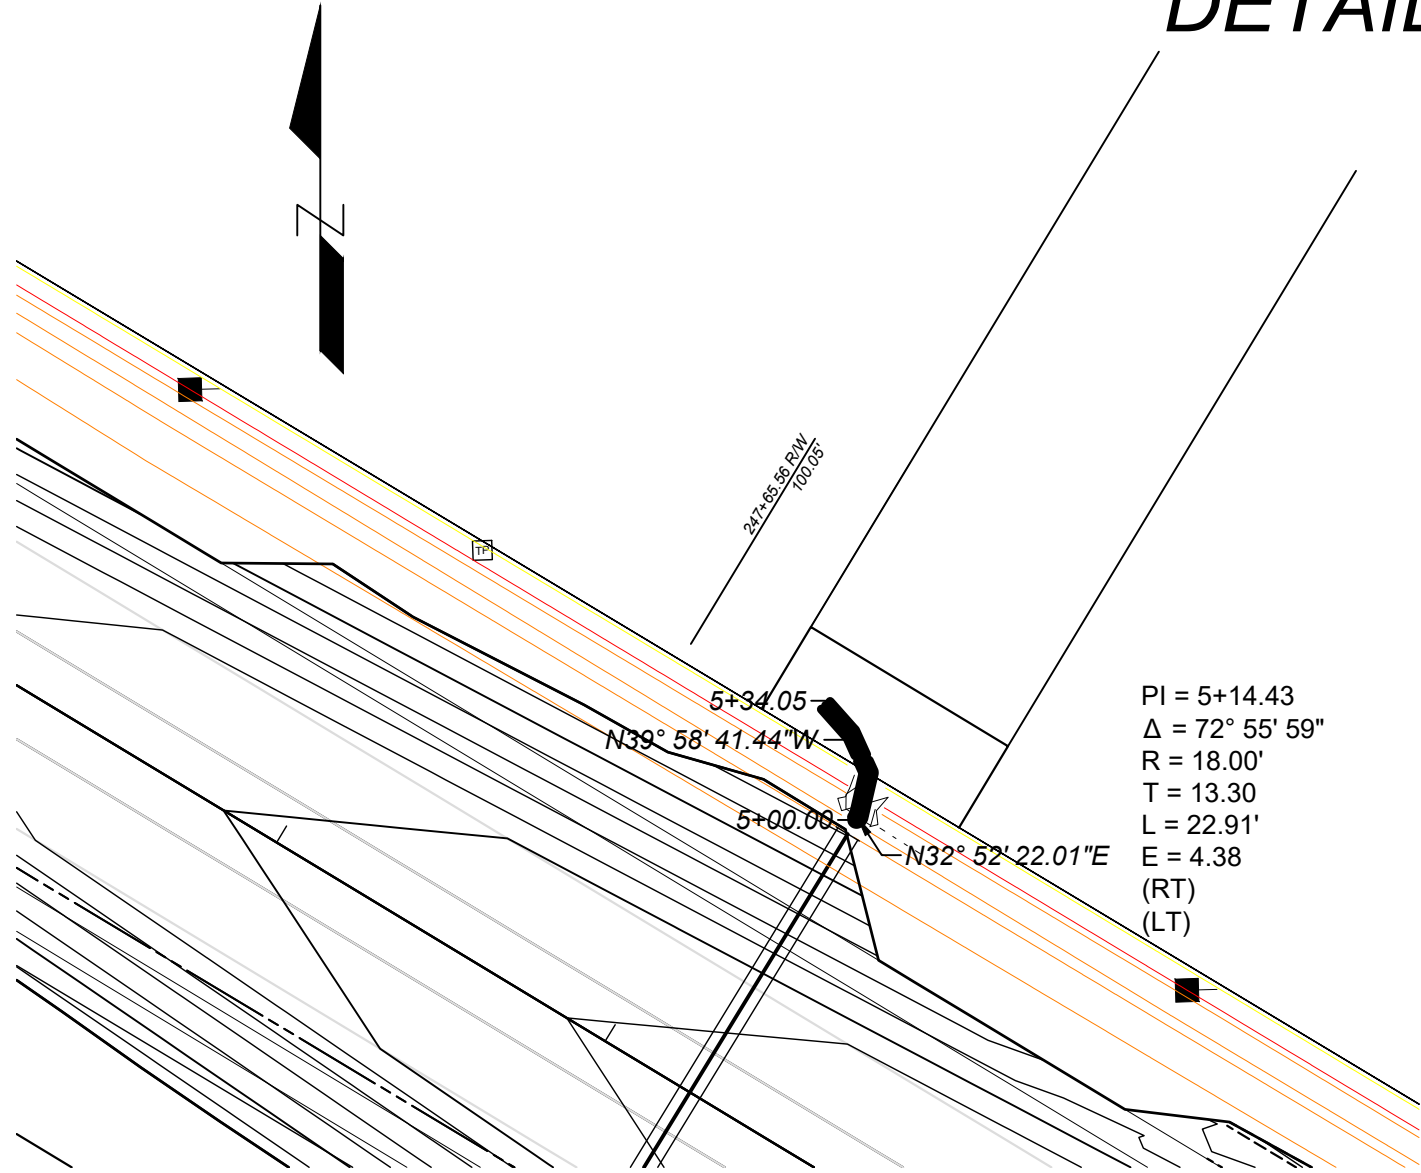 DETAIL
N
247+65.56 R/W
100.05'
TP
5+34.05
N39° 58' 41.44"W
5+00.00
N32° 52' 22.01"E
PI = 5+14.43
Δ = 72° 55' 59"
R = 18.00'
T = 13.30
L = 22.91'
E = 4.38
(RT)
(LT)